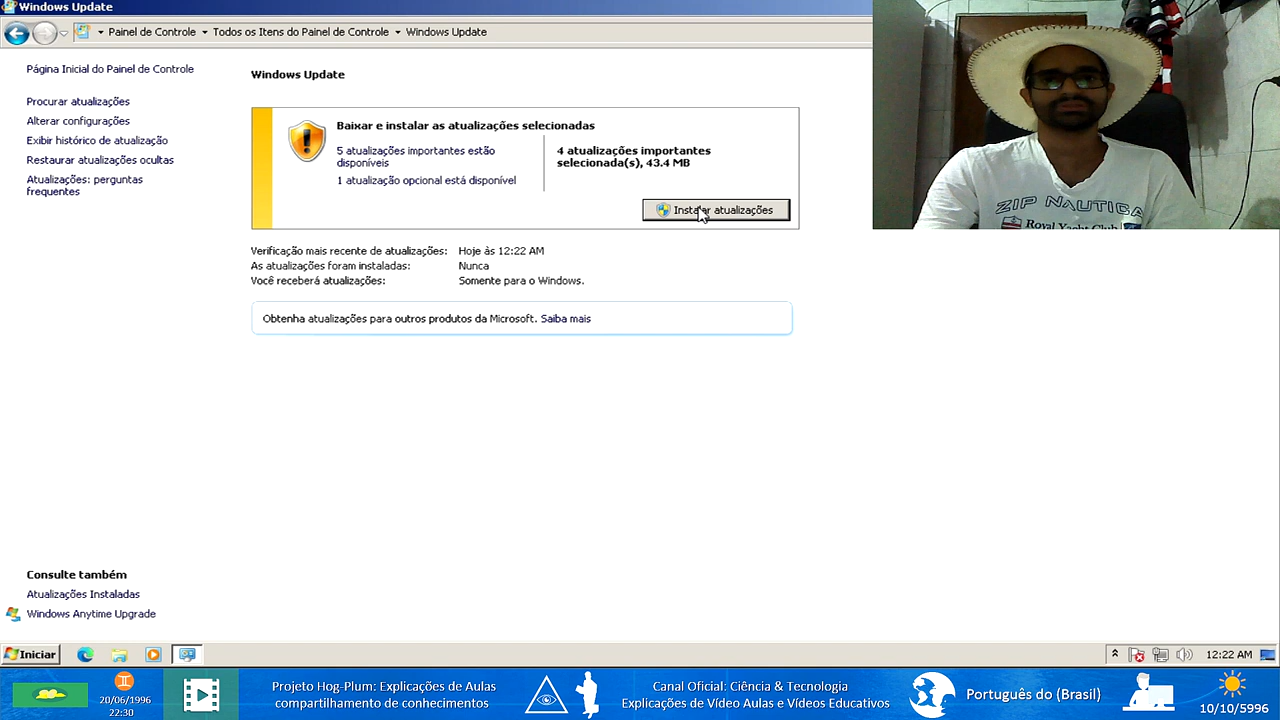 Windows Update
Painel de Controle
Todos os Itens do Painel de Controle
Windows Update
Página Inicial do Painel de Controle
Procurar atualizações
Alterar configurações
Exibir histórico de atualização
Restaurar atualizações ocultas
Atualizações: perguntas
frequentes
Windows Update
Baixar e instalar as atualizações selecionadas
5 atualizações importantes estão
disponíveis
1 atualização opcional está disponível
4 atualizações importantes
selecionada(s), 43.4 MB
Instalar atualizações
Verificação mais recente de atualizações: Hoje às 12:22 AM
As atualizações foram instaladas: Nunca
Você receberá atualizações: Somente para o Windows.
Obtenha atualizações para outros produtos da Microsoft. Saiba mais
ZIP NAUTICA
Royal Yacht Club
Consulte também
Atualizações Instaladas
Windows Anytime Upgrade
Iniciar
12:22 AM
20/06/1996
22:30
Projeto Hog-Plum: Explicações de Aulas
compartilhamento de conhecimentos
Canal Oficial: Ciência & Tecnologia
Explicações de Vídeo Aulas e Vídeos Educativos
Português do (Brasil)
10/10/5996